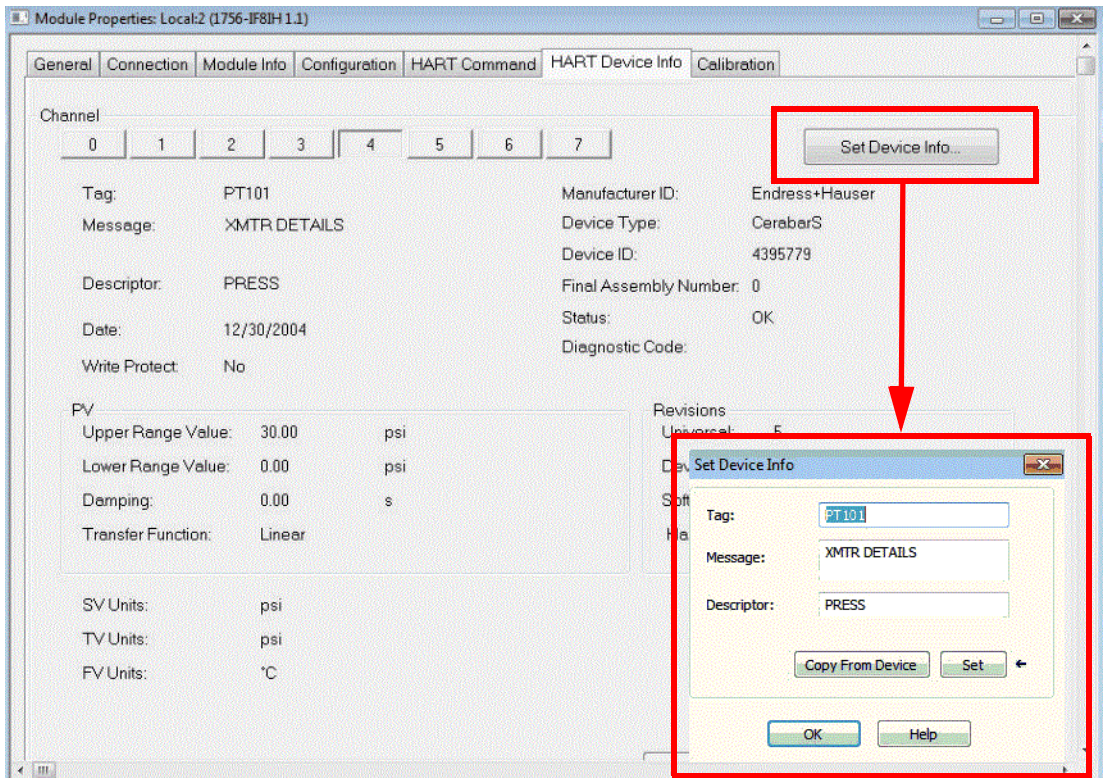 Module Properties: Local:2 (1756-IF8IH 1.1)
General Connection Module Info Configuration HART Command HART Device Info Calibration
Channel
0 1 2 3 4 5 6 7 Set Device Info...
Tag: PT101
Message: XMTR DETAILS
Descriptor: PRESS
Date: 12/30/2004
Write Protect: No
Manufacturer ID: Endress+Hauser
Device Type: CerabarS
Device ID: 4395779
Final Assembly Number: 0
Status: OK
Diagnostic Code:
PV
Upper Range Value: 30.00 psi
Lower Range Value: 0.00 psi
Damping: 0.00 s
Transfer Function: Linear
Revisions
Universal: 5
SV Units: psi
TV Units: psi
FV Units: °C
Set Device Info
Tag: PT101
Message: XMTR DETAILS
Descriptor: PRESS
Copy From Device Set
OK Help